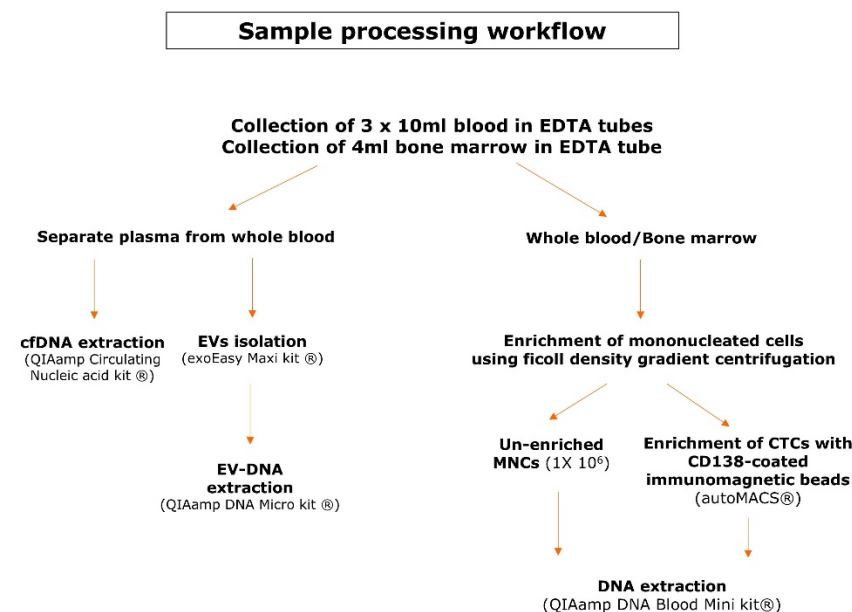 Sample processing workflow
Collection of 3 x 10ml blood in EDTA tubes
Collection of 4ml bone marrow in EDTA tube
Separate plasma from whole blood
Whole blood/Bone marrow
cfDNA extraction
(QIAamp Circulating
Nucleic acid kit ®)
EVs isolation
(exoEasy Maxi kit ®)
Enrichment of mononucleated cells
using ficoll density gradient centrifugation
EV-DNA
extraction
(QIAamp DNA Micro kit ®)
Un-enriched
MNCs (1X 10⁶)
Enrichment of CTCs with
CD138-coated
immunomagnetic beads
(autoMACS®)
DNA extraction
(QIAamp DNA Blood Mini kit®)